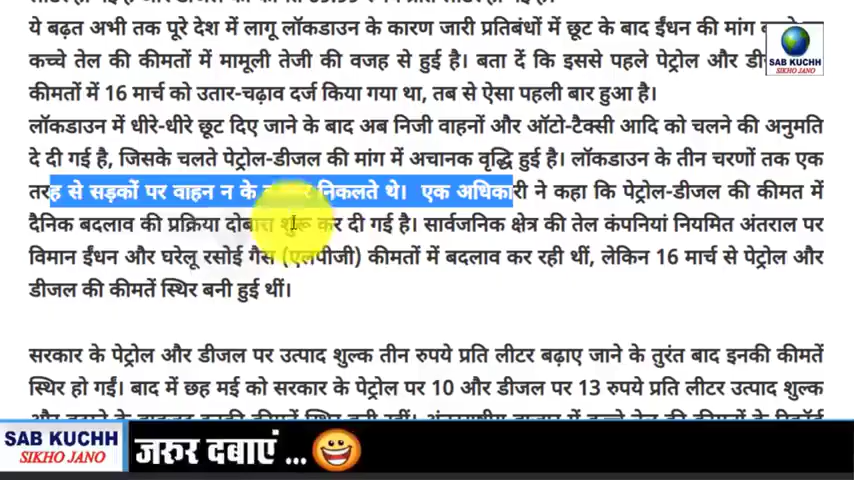 ये बढ़त अभी तक पूरे देश में लागू लॉकडाउन के कारण जारी प्रतिबंधों में छूट के बाद ईंधन की मांग
कच्चे तेल की कीमतों में मामूली तेजी की वजह से हुई है। बता दें कि इससे पहले पेट्रोल और
कीमतों में 16 मार्च को उतार-चढ़ाव दर्ज किया गया था, तब से ऐसा पहली बार हुआ है।
लॉकडाउन में धीरे-धीरे छूट दिए जाने के बाद अब निजी वाहनों और ऑटो-टैक्सी आदि को चलने की अनुमति
दे दी गई है, जिसके चलते पेट्रोल-डीजल की मांग में अचानक वृद्धि हुई है। लॉकडाउन के तीन चरणों तक एक
तरह से सड़कों पर वाहन न के निकलते थे। एक अधिकारी ने कहा कि पेट्रोल-डीजल की कीमत में
दैनिक बदलाव की प्रक्रिया दोबारा शुरू कर दी गई है। सार्वजनिक क्षेत्र की तेल कंपनियां नियमित अंतराल पर
विमान ईंधन और घरेलू रसोई गैस (एलपीजी) कीमतों में बदलाव कर रही थीं, लेकिन 16 मार्च से पेट्रोल और
डीजल की कीमतें स्थिर बनी हुई थीं।
सरकार के पेट्रोल और डीजल पर उत्पाद शुल्क तीन रुपये प्रति लीटर बढ़ाए जाने के तुरंत बाद इनकी कीमतें
स्थिर हो गईं। बाद में छह मई को सरकार के पेट्रोल पर 10 और डीजल पर 13 रुपये प्रति लीटर उत्पाद शुल्क
SAB KUCHH
SIKHO JANO
SAB KUCHH
SIKHO JANO
जरुर दबाएं ...